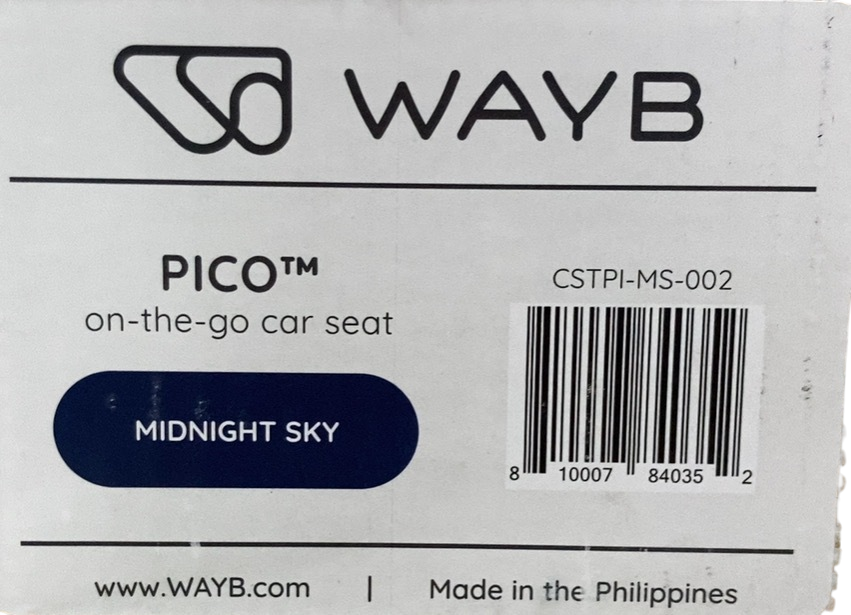 WAYB
PICO™
on-the-go car seat
MIDNIGHT SKY
CSTPI-MS-002
8 10007 84035 2
www.WAYB.com | Made in the Philippines